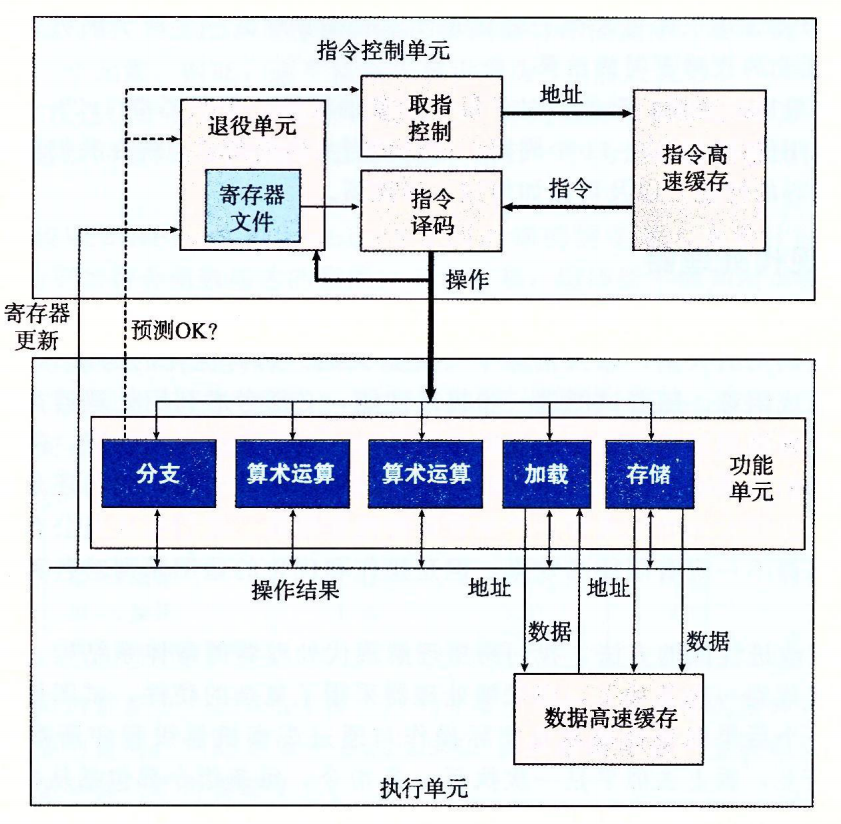 指令控制单元
取指
控制
地址
退役单元
指令高
速缓存
寄存器
文件
指令
译码
指令
操作
寄存器
更新
预测OK?
分支
算术运算
算术运算
加载
存储
功能
单元
操作结果
地址
地址
数据
数据
数据高速缓存
执行单元